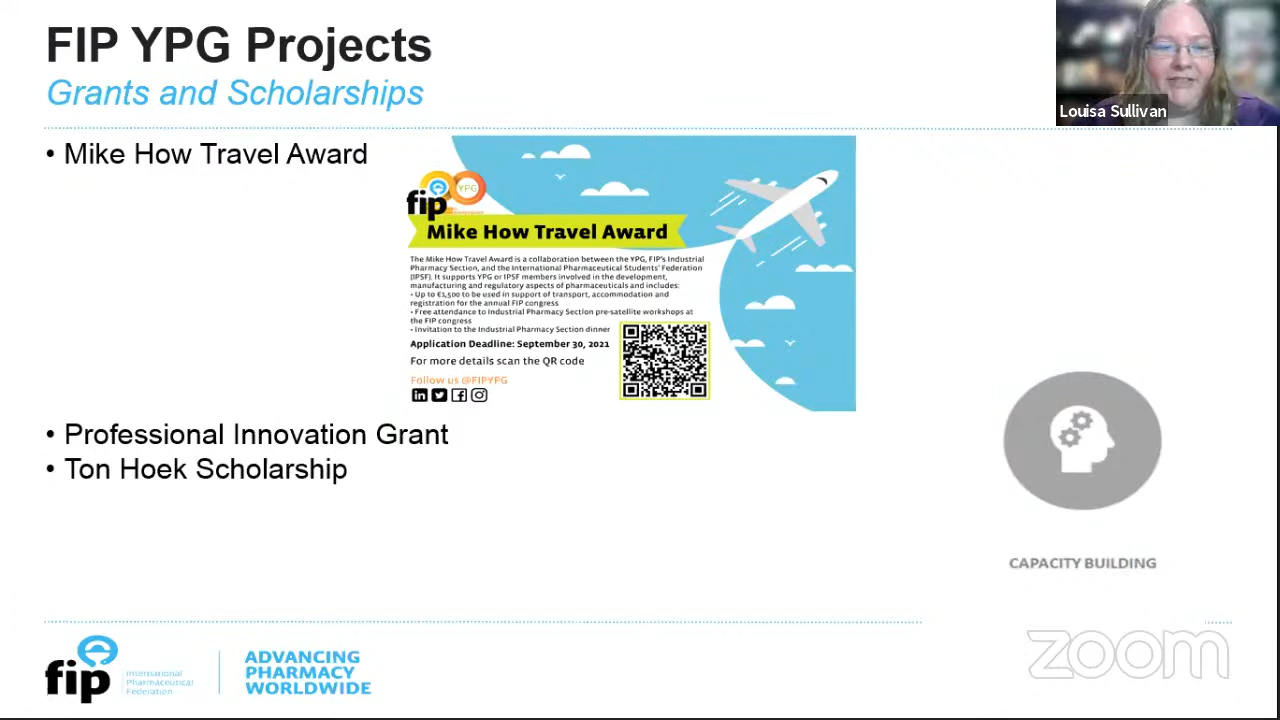 FIP YPG Projects
Grants and Scholarships
Louisa Sullivan
• Mike How Travel Award
fip
YPG
Mike How Travel Award
The Mike How Travel Award is a collaboration between the YPG, FIP's Industrial
Pharmacy Section, and the International Pharmaceutical Students' Federation
(IPSF). It supports YPG or IPSF members involved in the development,
manufacturing and regulatory aspects of pharmaceuticals and includes:
• Up to €1,500 to be used in support of transport, accommodation and
registration for the annual FIP congress
• Free attendance to Industrial Pharmacy Section pre-satellite workshops at
the FIP congress
• Invitation to the Industrial Pharmacy Section dinner
Application Deadline: September 30, 2021
For more details scan the QR code
Follow us @FIPYPG
• Professional Innovation Grant
• Ton Hoek Scholarship
CAPACITY BUILDING
fip
International
Pharmaceutical
Federation
ADVANCING
PHARMACY
WORLDWIDE
zoom